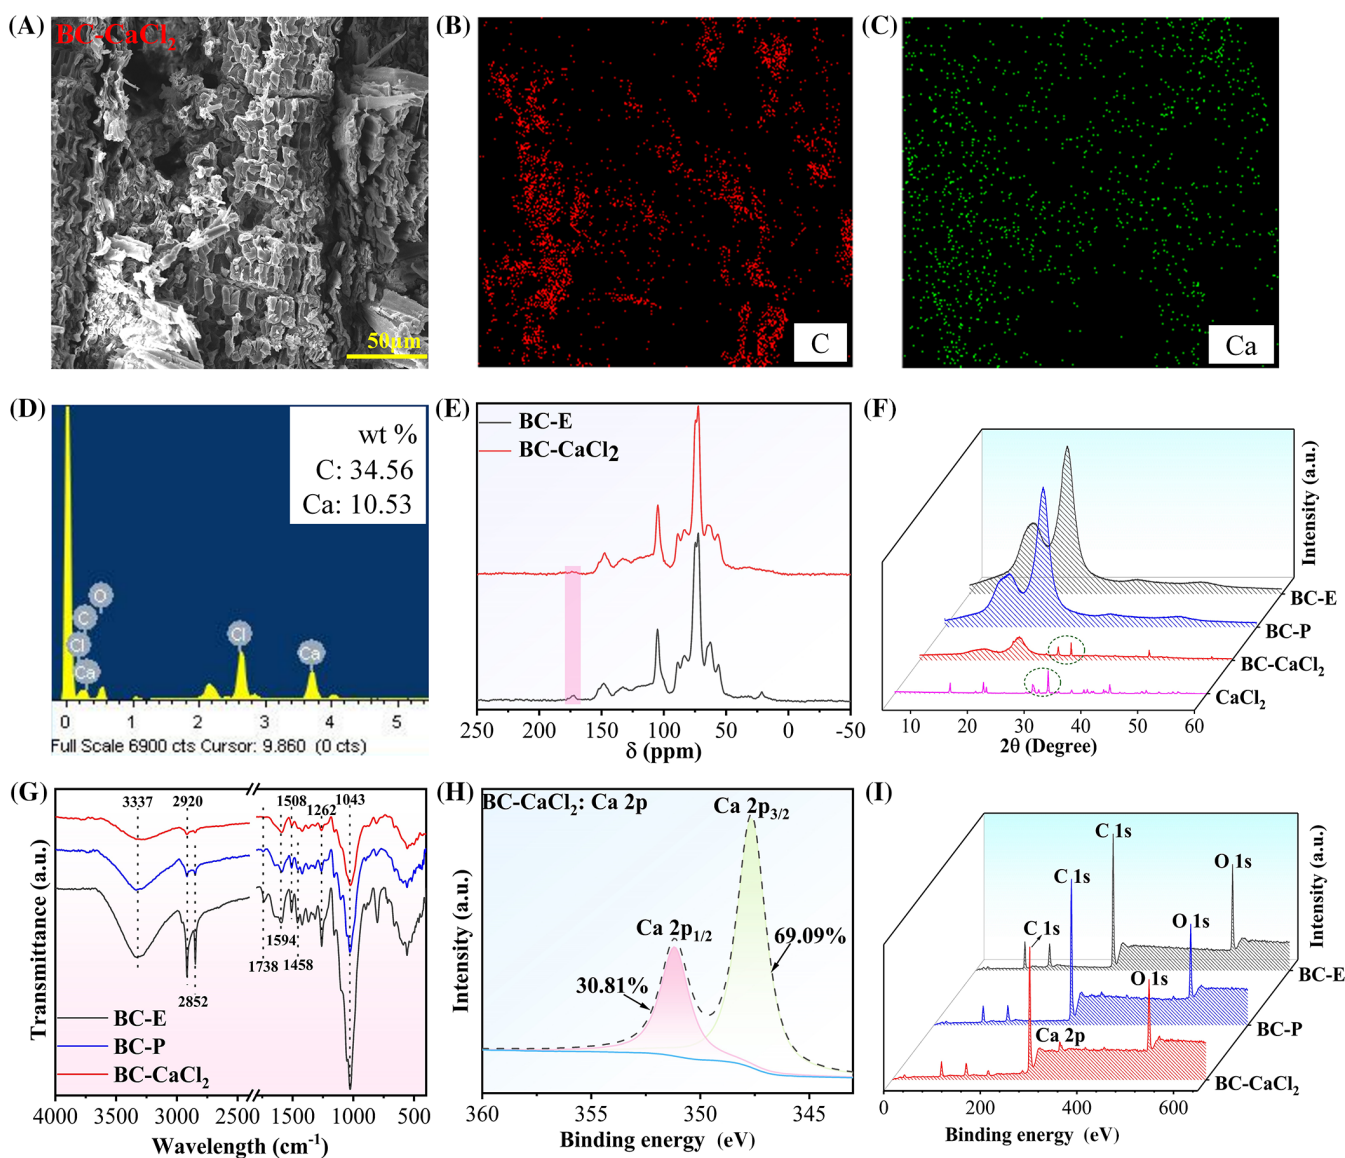 (A)
BC-CaCl2
50μm
(B)
C
(C)
Ca
(D)
wt %
C: 34.56
Ca: 10.53
O
C
Cl
Ca
Cl
Ca
0 1 2 3 4 5
Full Scale 6900 cts Cursor: 9.860 (0 cts)
(E)
BC-E
BC-CaCl2
250 200 150 100 50 0 -50
δ (ppm)
(F)
Intensity (a.u.)
BC-E
BC-P
BC-CaCl2
CaCl2
10 20 30 40 50 60
2θ (Degree)
(G)
3337 2920 1508 1262 1043
1594
1738 1458
2852
BC-E
BC-P
BC-CaCl2
Transmittance (a.u.)
4000 3500 3000 2500 1500 1000 500
Wavelength (cm-1)
(H)
BC-CaCl2: Ca 2p
Ca 2p3/2
Ca 2p1/2
69.09%
30.81%
Intensity (a.u.)
360 355 350 345
Binding energy (eV)
(I)
C 1s
O 1s
C 1s
O 1s
C 1s
O 1s
Ca 2p
Intensity (a.u.)
BC-E
BC-P
BC-CaCl2
0 200 400 600
Binding energy (eV)